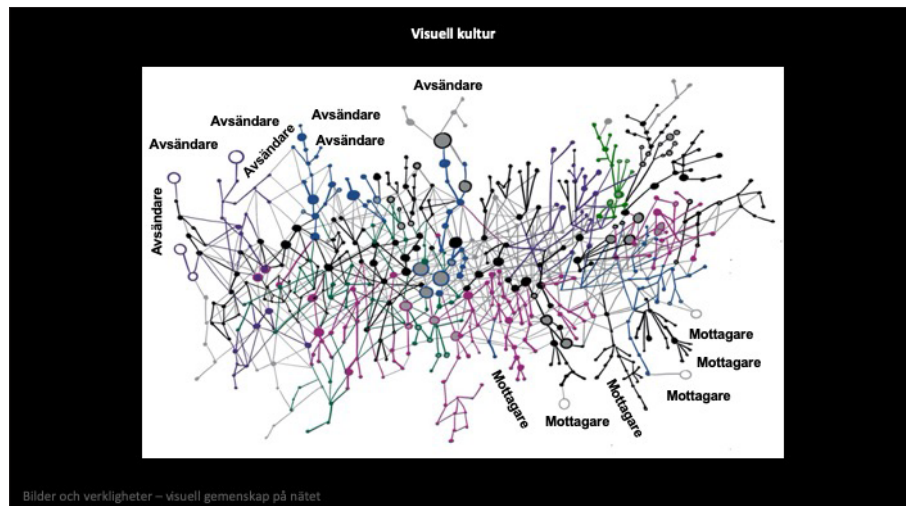 Visuell kultur
Avsändare
Avsändare
Avsändare
Avsändare
Avsändare
Avsändare
Avsändare
Mottagare
Mottagare
Mottagare
Mottagare
Mottagare
Mottagare
Bilder och verkligheter – visuell gemenskap på nätet